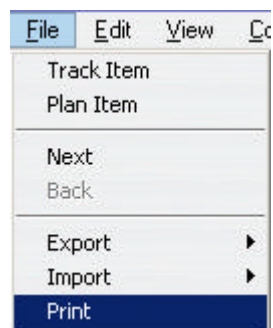 File Edit View Co
Track Item
Plan Item
Next
Back
Export
Import
Print